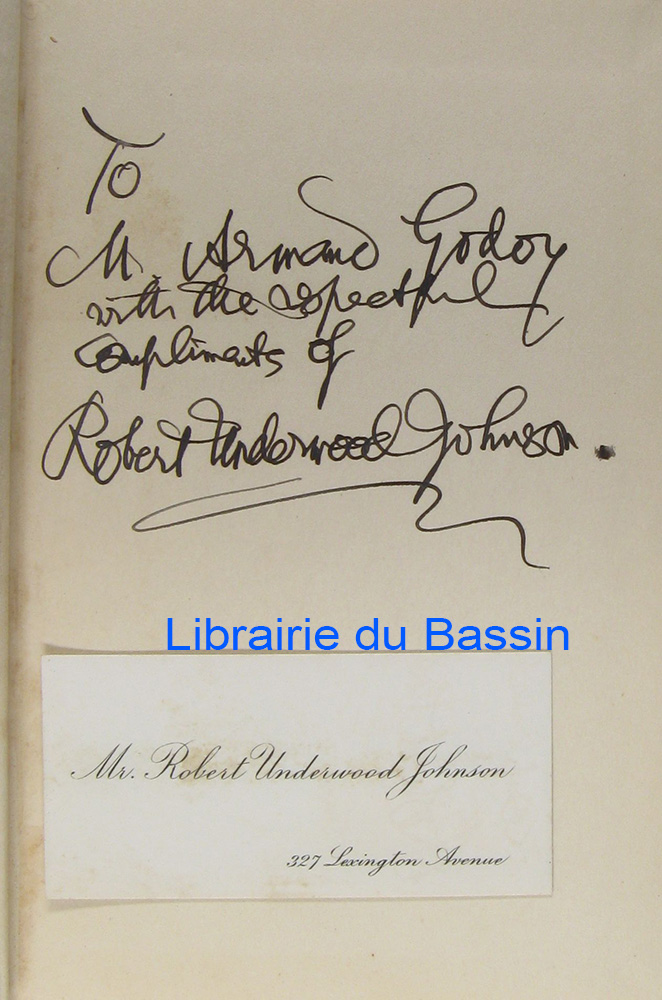 To
M. Armand Godoy
with the respectful
compliments of
Robert Underwood Johnson.
Librairie du Bassin
Mr. Robert Underwood Johnson
327 Lexington Avenue